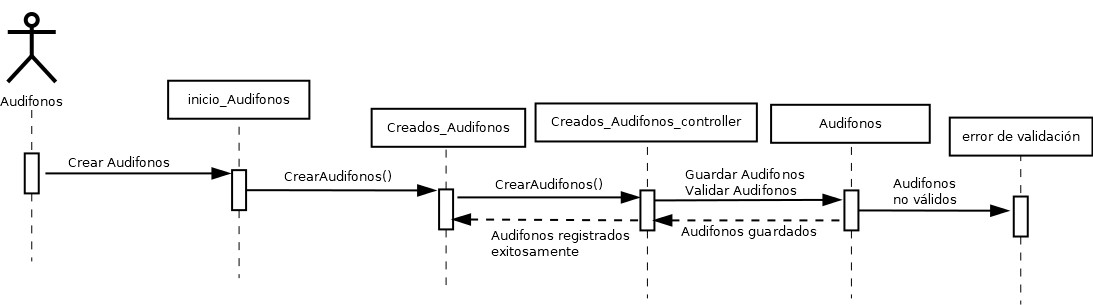 Audifonos
inicio_Audifonos
Creados_Audifonos
Creados_Audifonos_controller
Audifonos
error de validación
Crear Audifonos
CrearAudifonos()
CrearAudifonos()
Guardar Audifonos
Validar Audifonos
Audifonos
no válidos
Audifonos registrados
exitosamente
Audifonos guardados